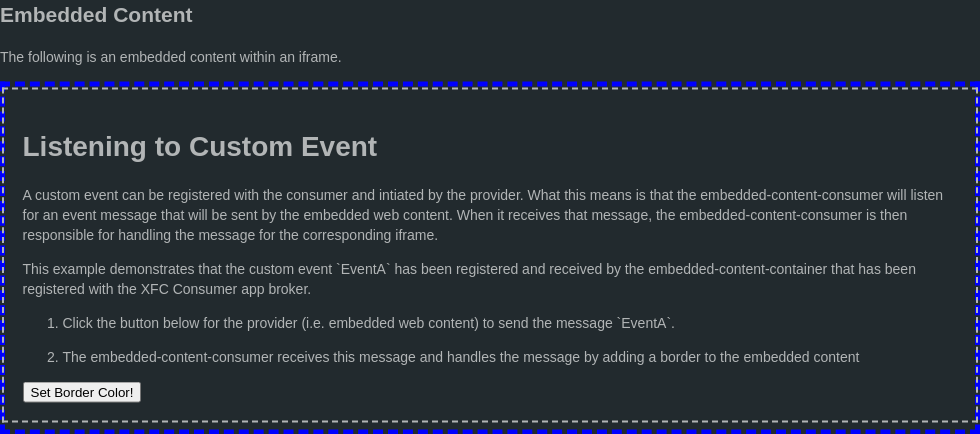 Embedded Content
The following is an embedded content within an iframe.
Listening to Custom Event
A custom event can be registered with the consumer and intiated by the provider. What this means is that the embedded-content-consumer will listen
for an event message that will be sent by the embedded web content. When it receives that message, the embedded-content-consumer is then
responsible for handling the message for the corresponding iframe.
This example demonstrates that the custom event `EventA` has been registered and received by the embedded-content-container that has been
registered with the XFC Consumer app broker.
1. Click the button below for the provider (i.e. embedded web content) to send the message `EventA`.
2. The embedded-content-consumer receives this message and handles the message by adding a border to the embedded content
Set Border Color!